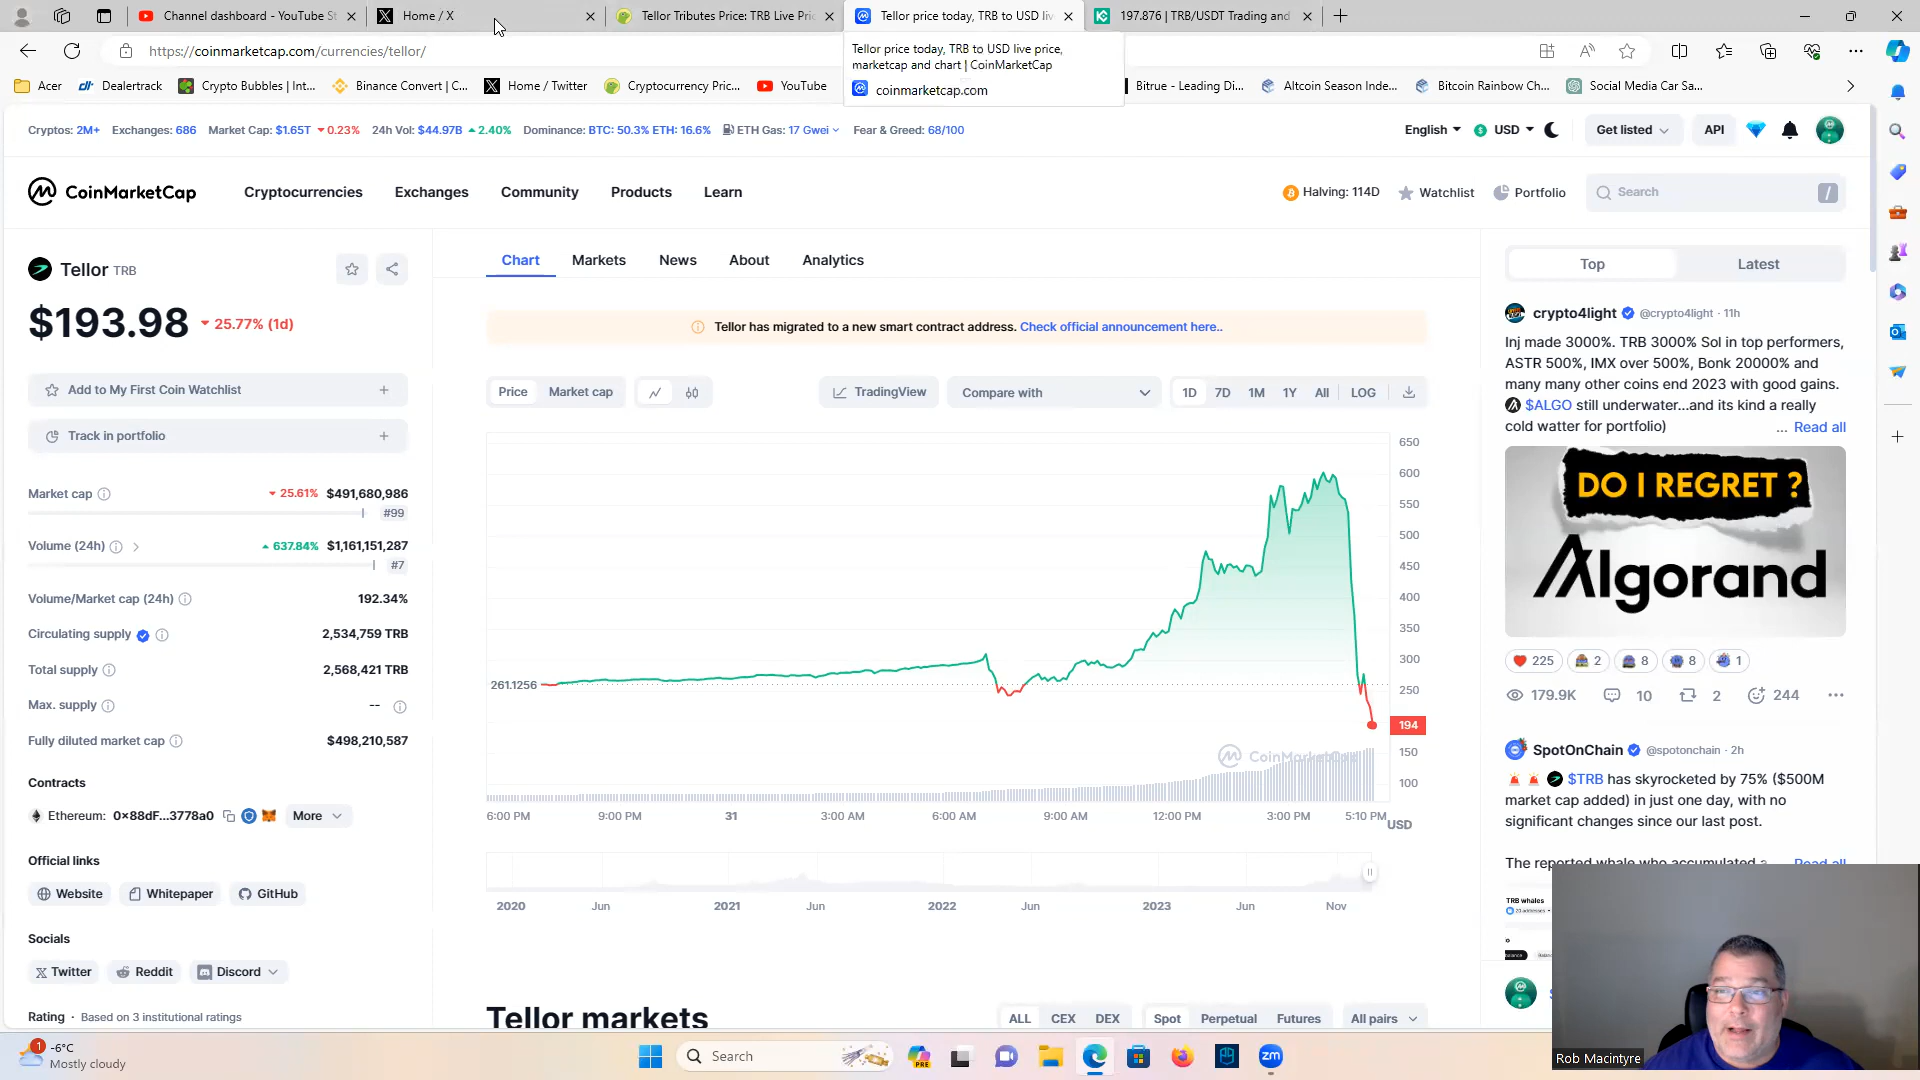 Channel dashboard - YouTube St
Home / X
Tellor Tributes Price: TRB Live Pri
Tellor price today, TRB to USD liv
197.876 | TRB/USDT Trading and
https://coinmarketcap.com/currencies/tellor/
Tellor price today, TRB to USD live price,
marketcap and chart | CoinMarketCap
coinmarketcap.com
Acer
Dealertrack
Crypto Bubbles | Int...
Binance Convert | C...
Home / Twitter
Cryptocurrency Pric...
YouTube
Bitrue - Leading Di...
Altcoin Season Inde...
Bitcoin Rainbow Ch...
Social Media Car Sa...
Cryptos: 2M+ Exchanges: 686 Market Cap: $1.65T 0.23% 24h Vol: $44.97B 2.40% Dominance: BTC: 50.3% ETH: 16.6% ETH Gas: 17 Gwei Fear & Greed: 68/100
English USD Get listed API
CoinMarketCap
Cryptocurrencies Exchanges Community Products Learn
Halving: 114D Watchlist Portfolio Search /
Tellor TRB
$193.98 25.77% (1d)
Add to My First Coin Watchlist +
Track in portfolio +
Market cap 25.61% $491,680,986
#99
Volume (24h) 637.84% $1,161,151,287
#7
Volume/Market cap (24h) 192.34%
Circulating supply 2,534,759 TRB
Total supply 2,568,421 TRB
Max. supply --
Fully diluted market cap $498,210,587
Contracts
Ethereum: 0x88dF...3778a0 More
Official links
Website Whitepaper GitHub
Socials
Twitter Reddit Discord
Rating · Based on 3 institutional ratings
Chart Markets News About Analytics
Tellor has migrated to a new smart contract address. Check official announcement here..
Price Market cap
TradingView Compare with 1D 7D 1M 1Y All LOG
650
600
550
500
450
400
350
300
250
194
150
100
261.1256
CoinMarketCap
6:00 PM 9:00 PM 31 3:00 AM 6:00 AM 9:00 AM 12:00 PM 3:00 PM 5:10 PM
USD
2020 Jun 2021 Jun 2022 Jun 2023 Jun Nov
Tellor markets
ALL CEX DEX Spot Perpetual Futures All pairs
Top Latest
crypto4light @crypto4light · 11h
Inj made 3000%. TRB 3000% Sol in top performers,
ASTR 500%, IMX over 500%, Bonk 20000% and
many many other coins end 2023 with good gains.
$ALGO still underwater...and its kind a really
cold watter for portfolio) ... Read all
DO I REGRET ?
Algorand
225 2 8 8 1
179.9K 10 2 244
SpotOnChain @spotonchain · 2h
$TRB has skyrocketed by 75% ($500M
market cap added) in just one day, with no
significant changes since our last post.
The reported whale who accumulated a Read all
TRB whales
Rob Macintyre
1
-6°C
Mostly cloudy
Search
PRE
zm